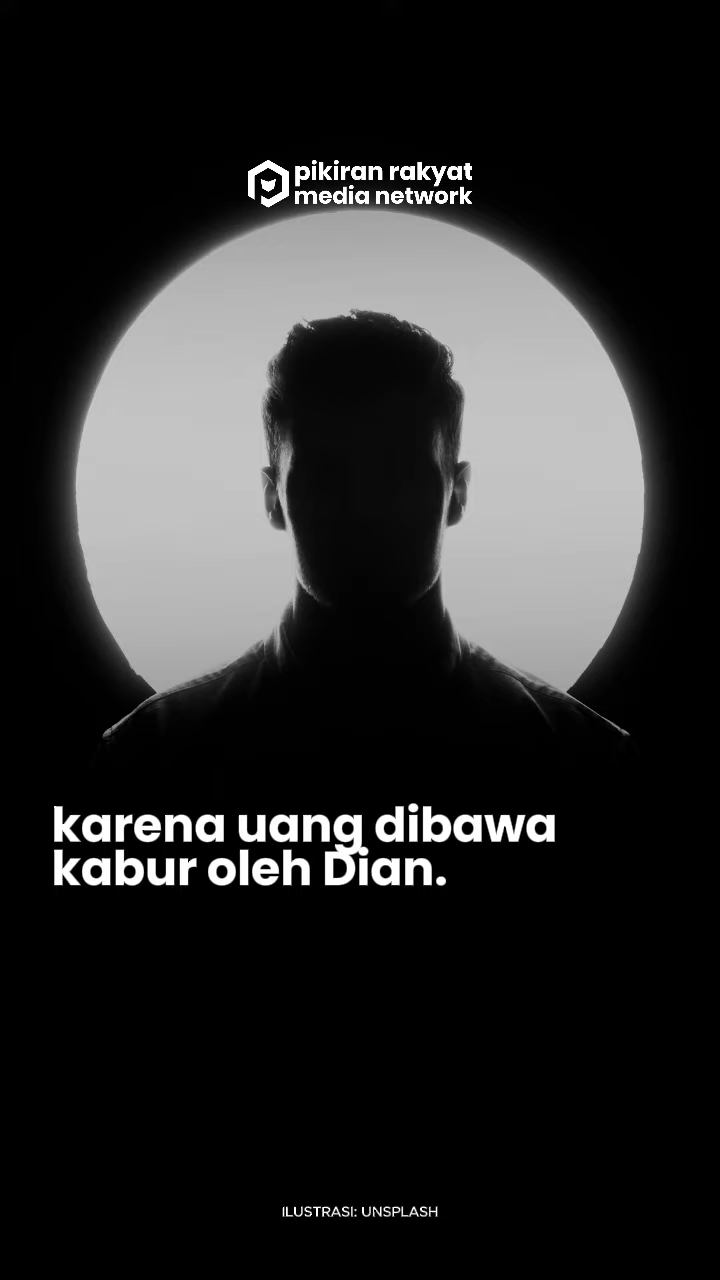 pikiran rakyat
media network
karena uang dibawa
kabur oleh Dian.
ILUSTRASI: UNSPLASH